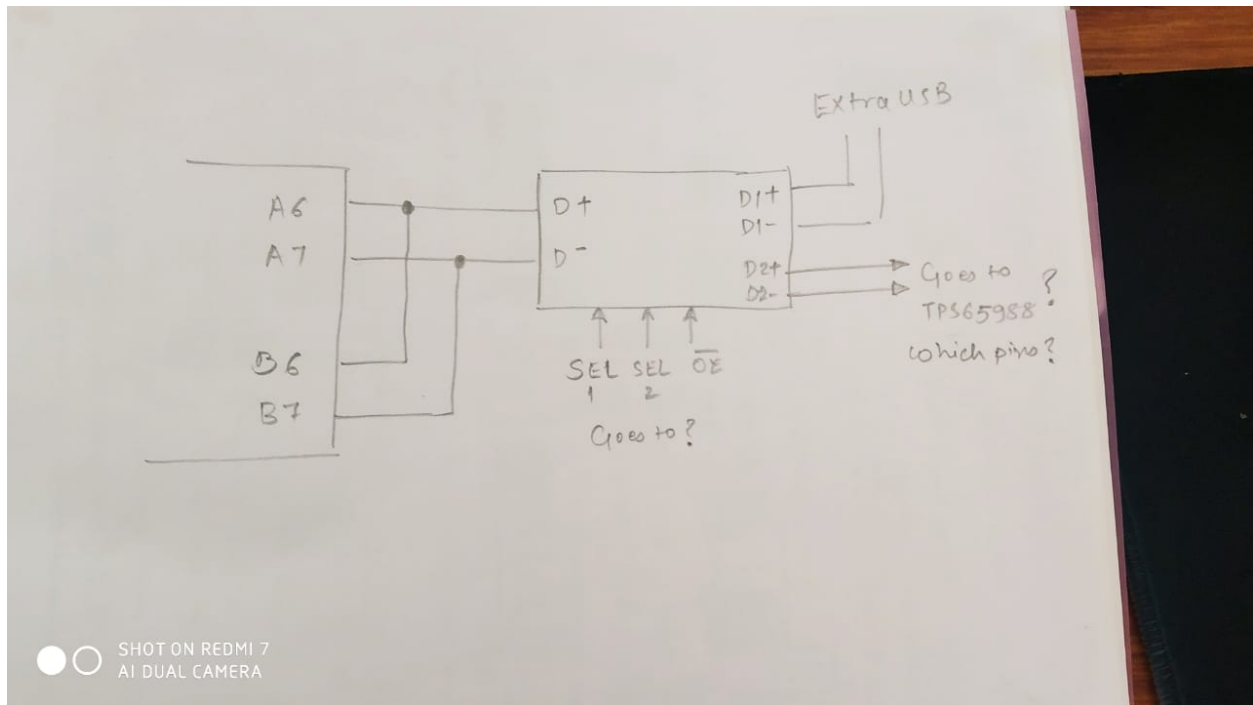 Extra USB
A6
A7
B6
B7
D+
D-
D1+
D1-
D2+
D2-
SEL SEL O̅E̅
1 2
Goes to?
Goes to
TPS65988 ?
which pins?
SHOT ON REDMI 7
AI DUAL CAMERA